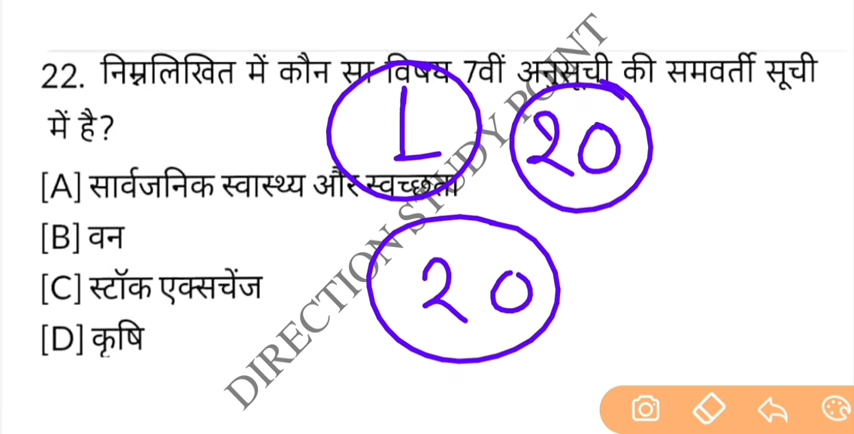 22. निम्नलिखित में कौन सा विषय 7वीं अनुसूची की समवर्ती सूची
में है?
L
20
[A] सार्वजनिक स्वास्थ्य और स्वच्छता
[B] वन
[C] स्टॉक एक्सचेंज
20
[D] कृषि
DIRECTION STUDY POINT